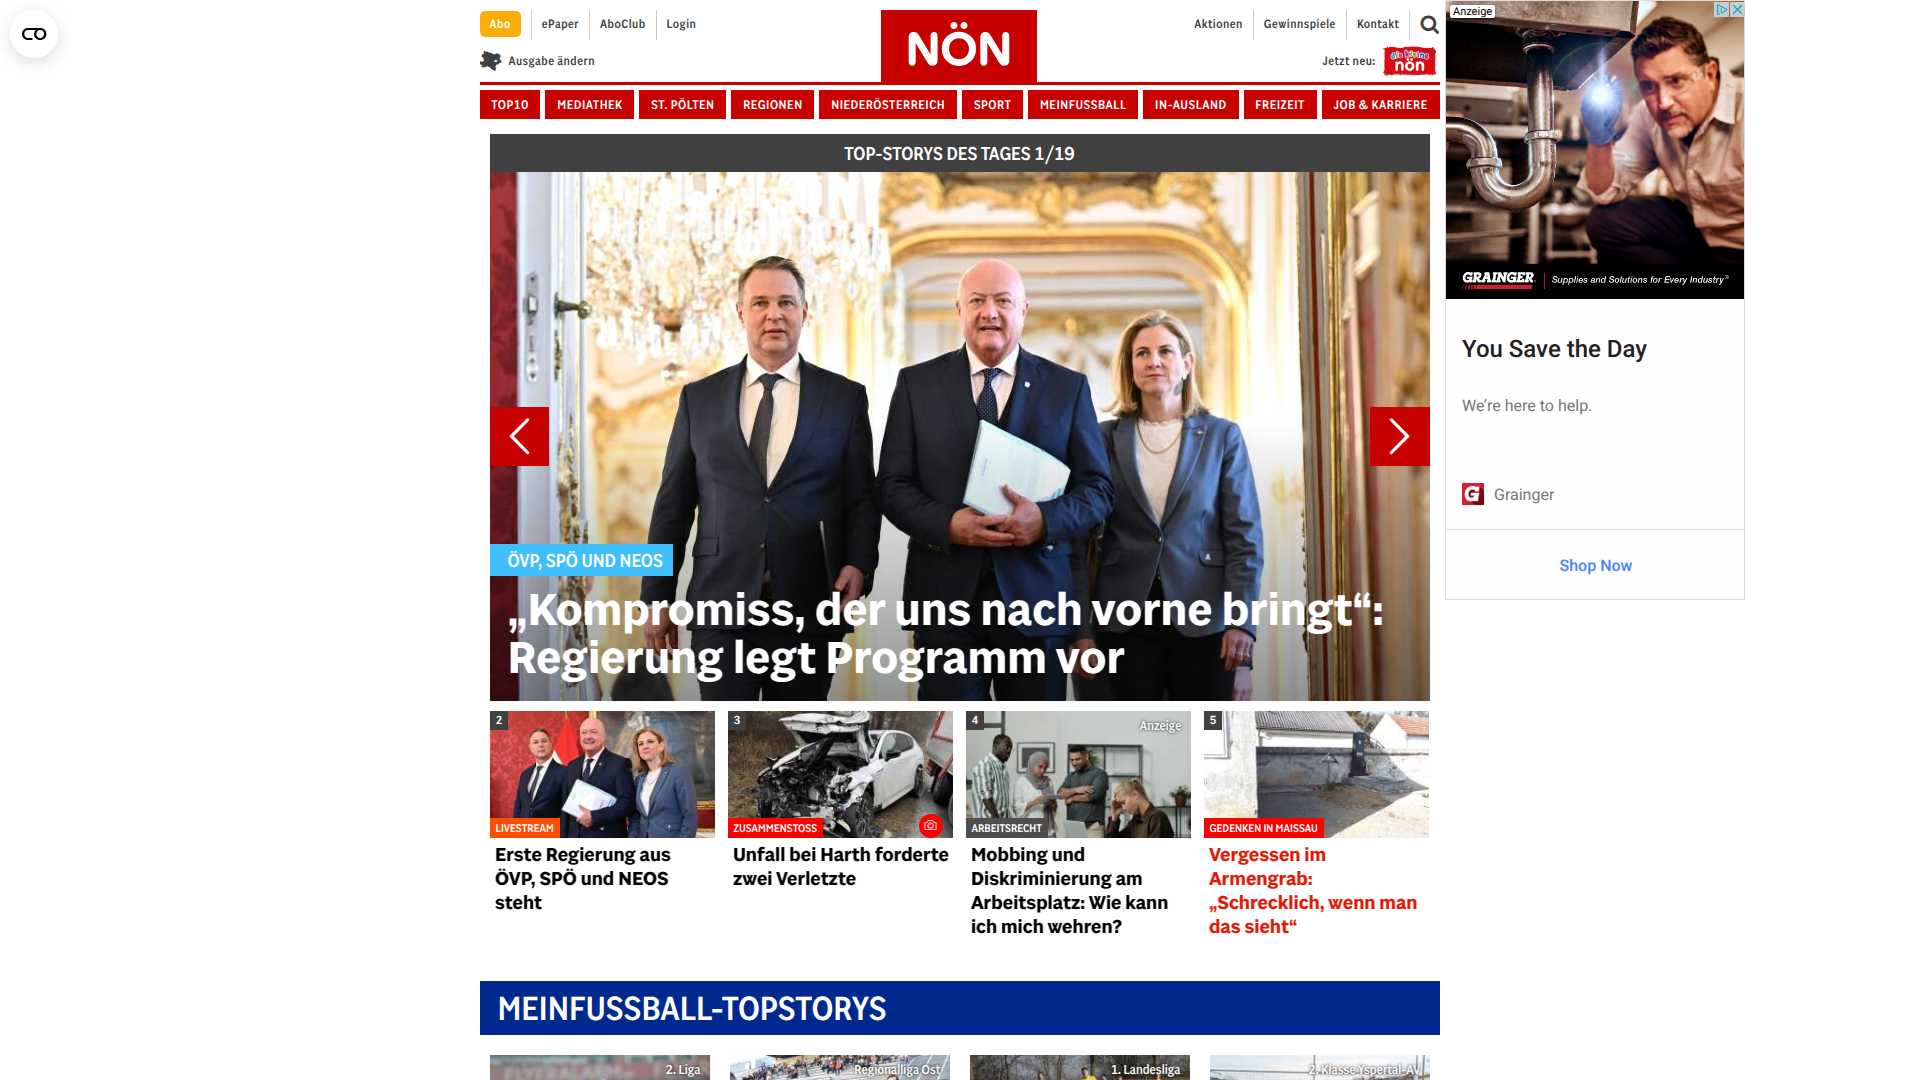 Abo
ePaper
AboClub
Login
NÖN
Aktionen
Gewinnspiele
Kontakt
Ausgabe ändern
Jetzt neu:
die kleine
nön
TOP10
MEDIATHEK
ST. PÖLTEN
REGIONEN
NIEDERÖSTERREICH
SPORT
MEINFUSSBALL
IN-AUSLAND
FREIZEIT
JOB & KARRIERE
TOP-STORYS DES TAGES 1/19
ÖVP, SPÖ UND NEOS
„Kompromiss, der uns nach vorne bringt“:
Regierung legt Programm vor
2
LIVESTREAM
Erste Regierung aus
ÖVP, SPÖ und NEOS
steht
3
ZUSAMMENSTOSS
Unfall bei Harth forderte
zwei Verletzte
4
Anzeige
ARBEITSRECHT
Mobbing und
Diskriminierung am
Arbeitsplatz: Wie kann
ich mich wehren?
5
GEDENKEN IN MAISSAU
Vergessen im
Armengrab:
„Schrecklich, wenn man
das sieht“
MEINFUSSBALL-TOPSTORYS
2. Liga
Regionalliga Ost
1. Landesliga
2. Klasse Yspertal-Av
Anzeige
GRAINGER
Supplies and Solutions for Every Industry®
You Save the Day
We’re here to help.
G
Grainger
Shop Now